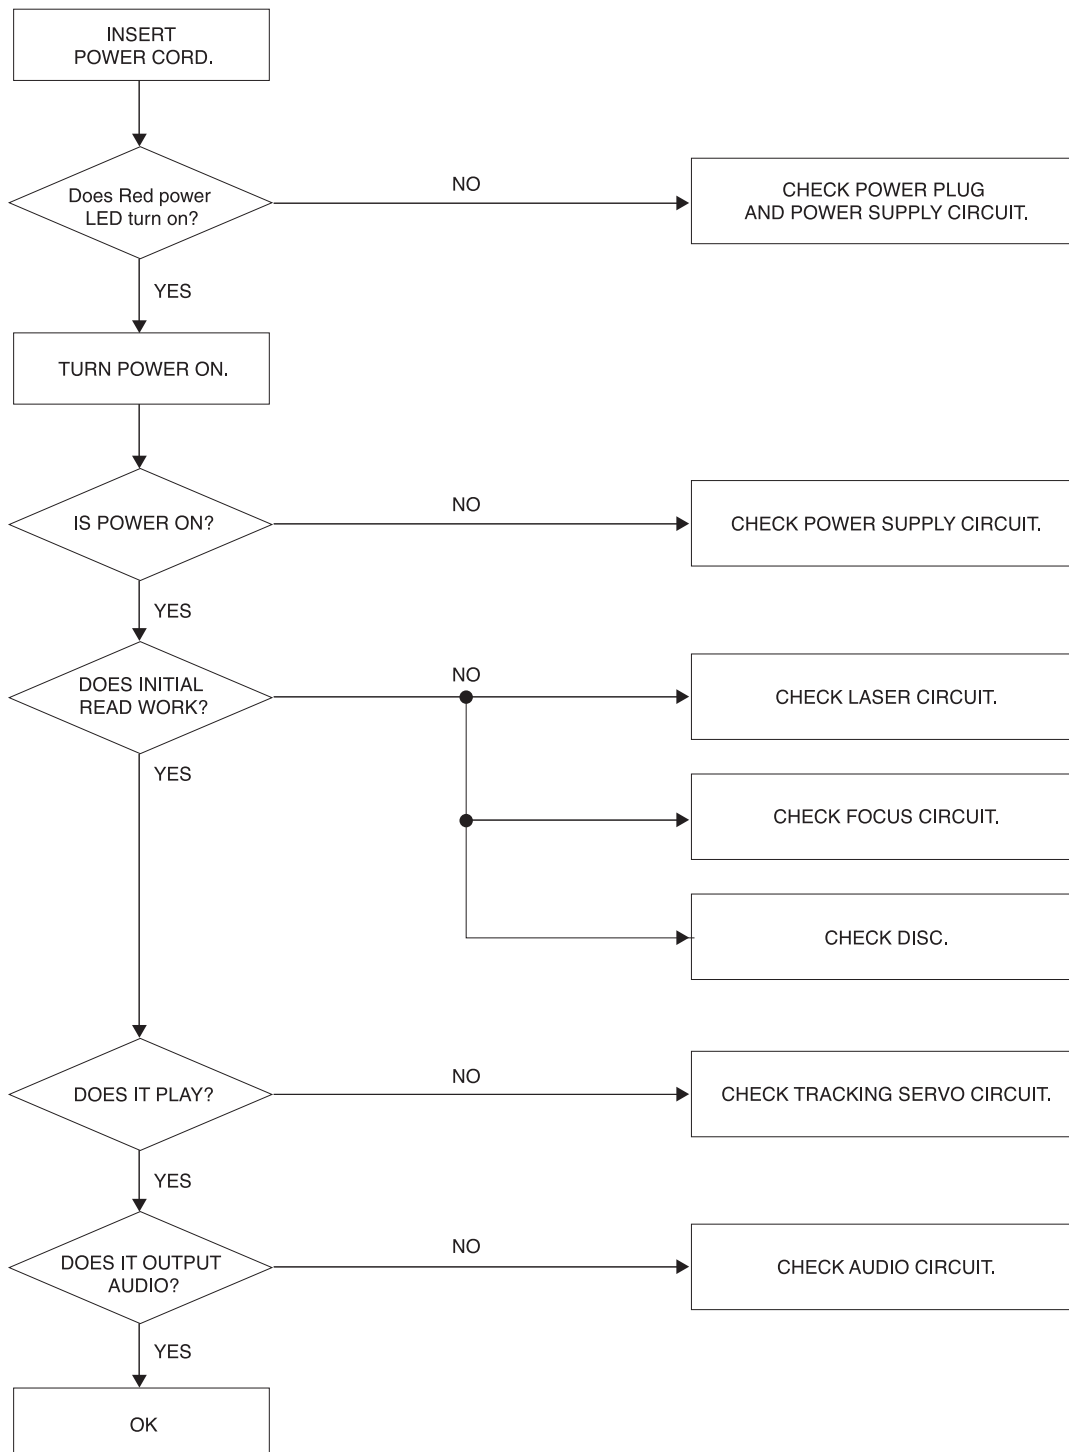 INSERT
POWER CORD.
Does Red power
LED turn on?
NO
CHECK POWER PLUG
AND POWER SUPPLY CIRCUIT.
YES
TURN POWER ON.
IS POWER ON?
NO
CHECK POWER SUPPLY CIRCUIT.
YES
DOES INITIAL
READ WORK?
NO
CHECK LASER CIRCUIT.
YES
CHECK FOCUS CIRCUIT.
CHECK DISC.
DOES IT PLAY?
NO
CHECK TRACKING SERVO CIRCUIT.
YES
DOES IT OUTPUT
AUDIO?
NO
CHECK AUDIO CIRCUIT.
YES
OK